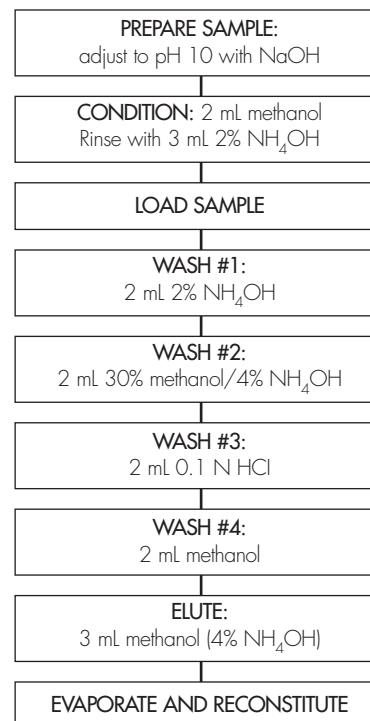 PREPARE SAMPLE:
adjust to pH 10 with NaOH
CONDITION: 2 mL methanol
Rinse with 3 mL 2% NH₄OH
LOAD SAMPLE
WASH #1:
2 mL 2% NH₄OH
WASH #2:
2 mL 30% methanol/4% NH₄OH
WASH #3:
2 mL 0.1 N HCl
WASH #4:
2 mL methanol
ELUTE:
3 mL methanol (4% NH₄OH)
EVAPORATE AND RECONSTITUTE